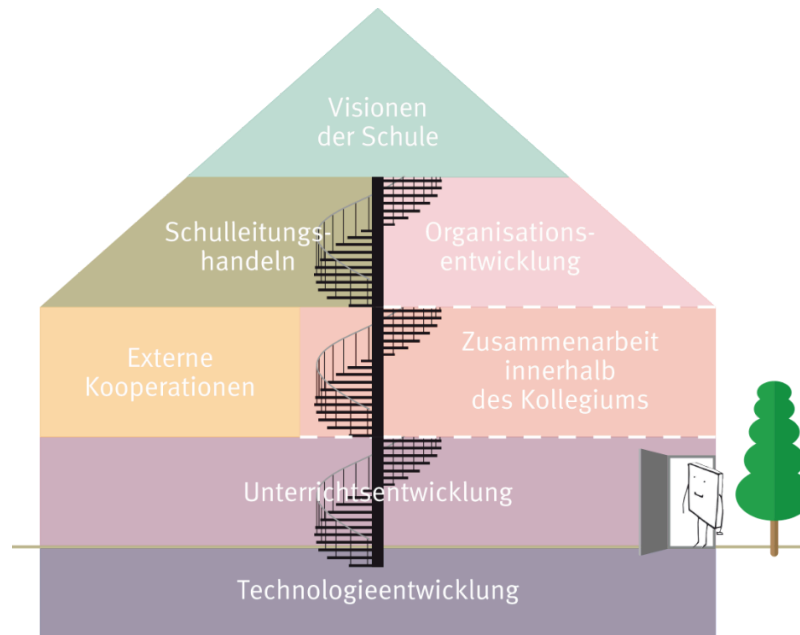 Visionen
der Schule
Schulleitungs-
handeln
Organisations-
entwicklung
Externe
Kooperationen
Zusammenarbeit
innerhalb
des Kollegiums
Unterrichtsentwicklung
Technologieentwicklung